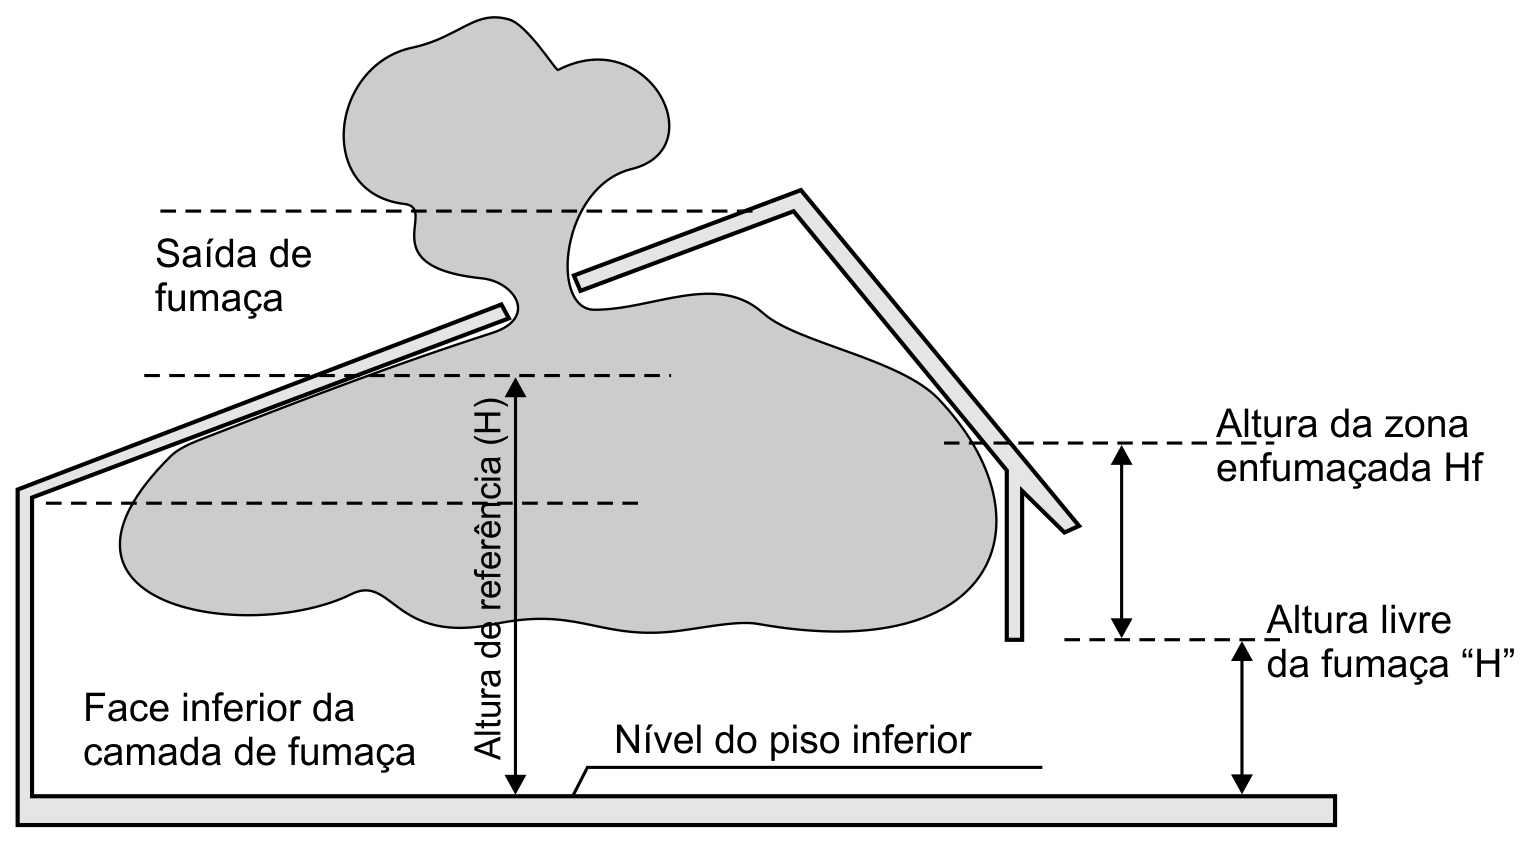 Saída de
fumaça
Altura de referência (H)
Altura da zona
enfumaçada Hf
Altura livre
da fumaça “H”
Face inferior da
camada de fumaça
Nível do piso inferior